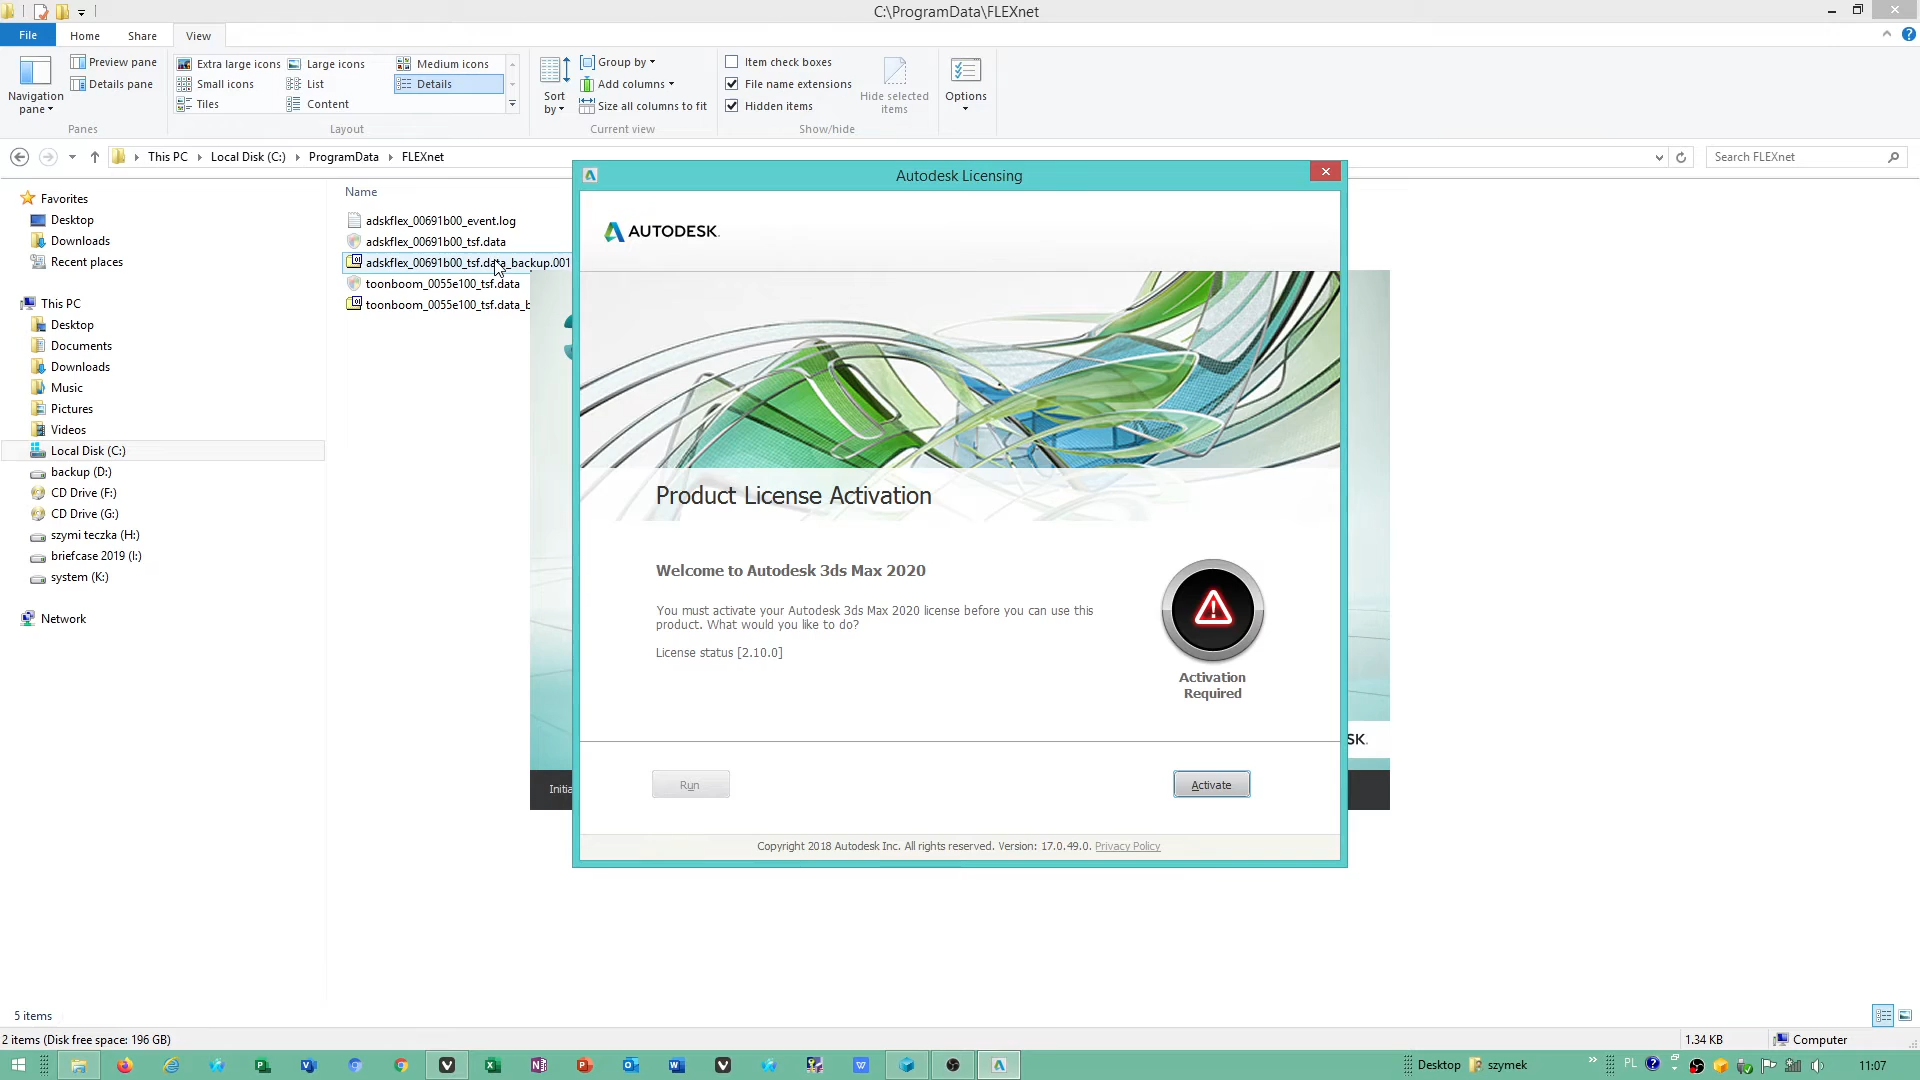 C:\ProgramData\FLEXnet
File
Home
Share
View
Navigation pane
Preview pane
Details pane
Panes
Extra large icons
Large icons
Medium icons
Small icons
List
Details
Tiles
Content
Layout
Sort by
Group by
Add columns
Size all columns to fit
Current view
Item check boxes
File name extensions
Hidden items
Hide selected items
Show/hide
Options
This PC
Local Disk (C:)
ProgramData
FLEXnet
Search FLEXnet
Favorites
Desktop
Downloads
Recent places
This PC
Desktop
Documents
Downloads
Music
Pictures
Videos
Local Disk (C:)
backup (D:)
CD Drive (F:)
CD Drive (G:)
szymi teczka (H:)
briefcase 2019 (I:)
system (K:)
Network
Name
adskflex_00691b00_event.log
adskflex_00691b00_tsf.data
adskflex_00691b00_tsf.data_backup.001
toonboom_0055e100_tsf.data
toonboom_0055e100_tsf.data_b
Autodesk Licensing
AUTODESK.
Product License Activation
Welcome to Autodesk 3ds Max 2020
You must activate your Autodesk 3ds Max 2020 license before you can use this
product. What would you like to do?
License status [2.10.0]
Activation
Required
SK.
Initia
Run
Activate
Copyright 2018 Autodesk Inc. All rights reserved. Version: 17.0.49.0. Privacy Policy
5 items
2 items (Disk free space: 196 GB)
1.34 KB
Computer
Desktop
szymek
PL
11:07